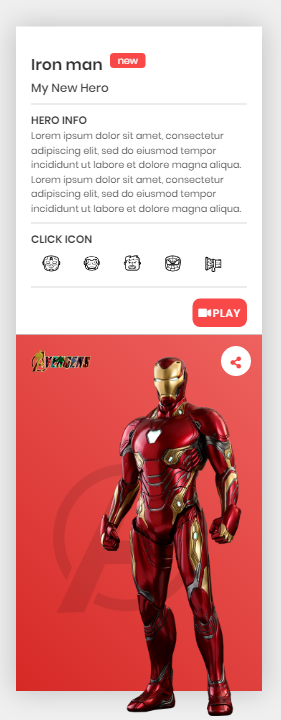 Iron man new
My New Hero
HERO INFO
Lorem ipsum dolor sit amet, consectetur
adipiscing elit, sed do eiusmod tempor
incididunt ut labore et dolore magna aliqua.
Lorem ipsum dolor sit amet, consectetur
adipiscing elit, sed do eiusmod tempor
incididunt ut labore et dolore magna aliqua.
CLICK ICON
PLAY
AVENGERS